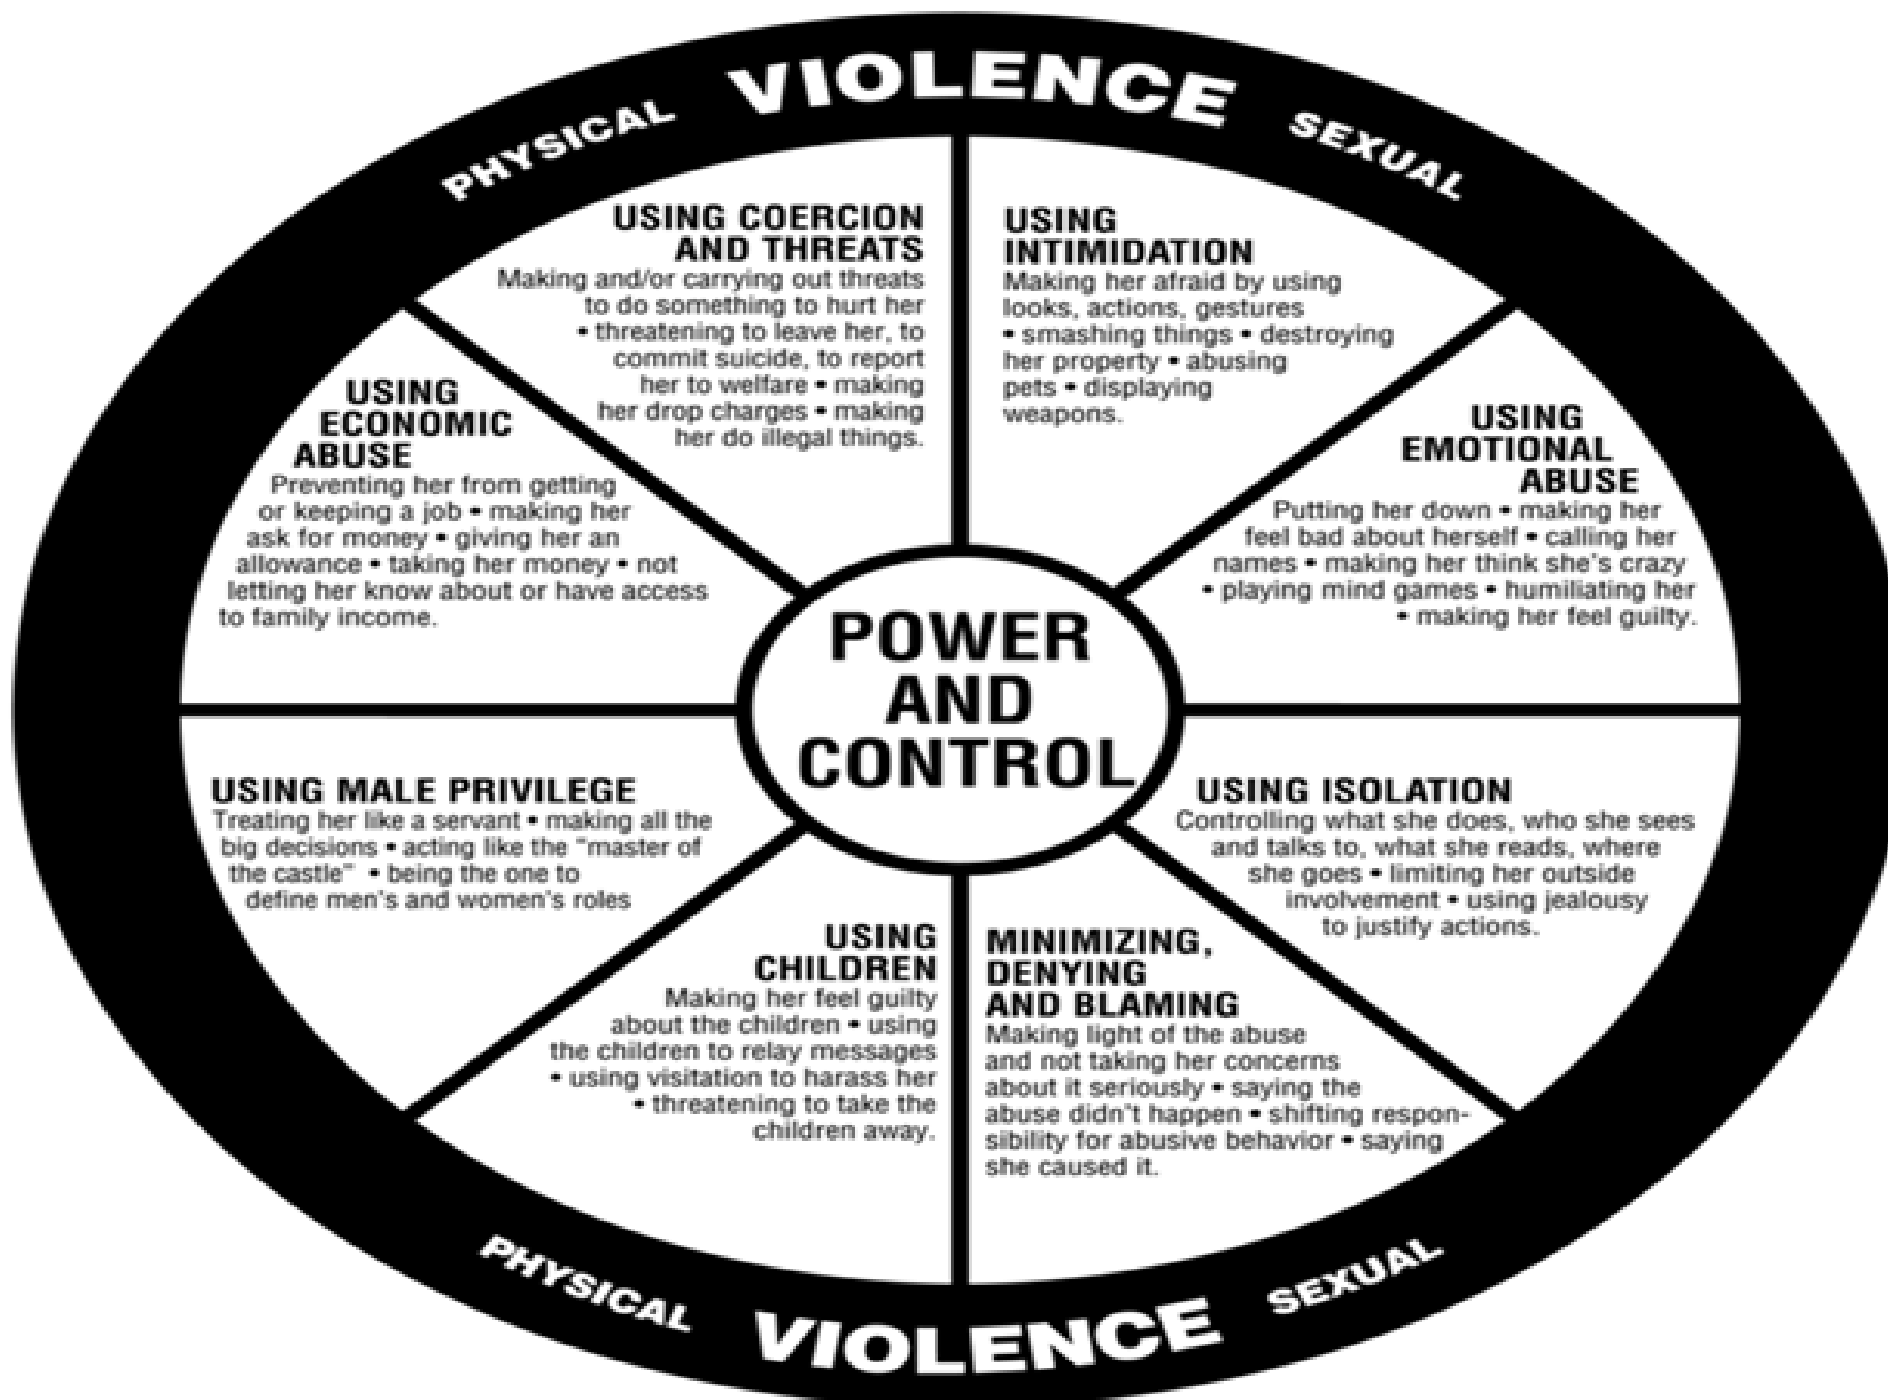 PHYSICAL VIOLENCE SEXUAL
USING COERCION
AND THREATS
Making and/or carrying out threats
to do something to hurt her
• threatening to leave her, to
commit suicide, to report
her to welfare • making
her drop charges • making
her do illegal things.
USING
INTIMIDATION
Making her afraid by using
looks, actions, gestures
• smashing things • destroying
her property • abusing
pets • displaying
weapons.
USING
EMOTIONAL
ABUSE
Putting her down • making her
feel bad about herself • calling her
names • making her think she's crazy
• playing mind games • humiliating her
• making her feel guilty.
USING ISOLATION
Controlling what she does, who she sees
and talks to, what she reads, where
she goes • limiting her outside
involvement • using jealousy
to justify actions.
MINIMIZING,
DENYING
AND BLAMING
Making light of the abuse
and not taking her concerns
about it seriously • saying the
abuse didn't happen • shifting respon-
sibility for abusive behavior • saying
she caused it.
USING
CHILDREN
Making her feel guilty
about the children • using
the children to relay messages
• using visitation to harass her
• threatening to take the
children away.
USING MALE PRIVILEGE
Treating her like a servant • making all the
big decisions • acting like the "master of
the castle" • being the one to
define men's and women's roles
USING
ECONOMIC
ABUSE
Preventing her from getting
or keeping a job • making her
ask for money • giving her an
allowance • taking her money • not
letting her know about or have access
to family income.
POWER
AND
CONTROL
PHYSICAL VIOLENCE SEXUAL